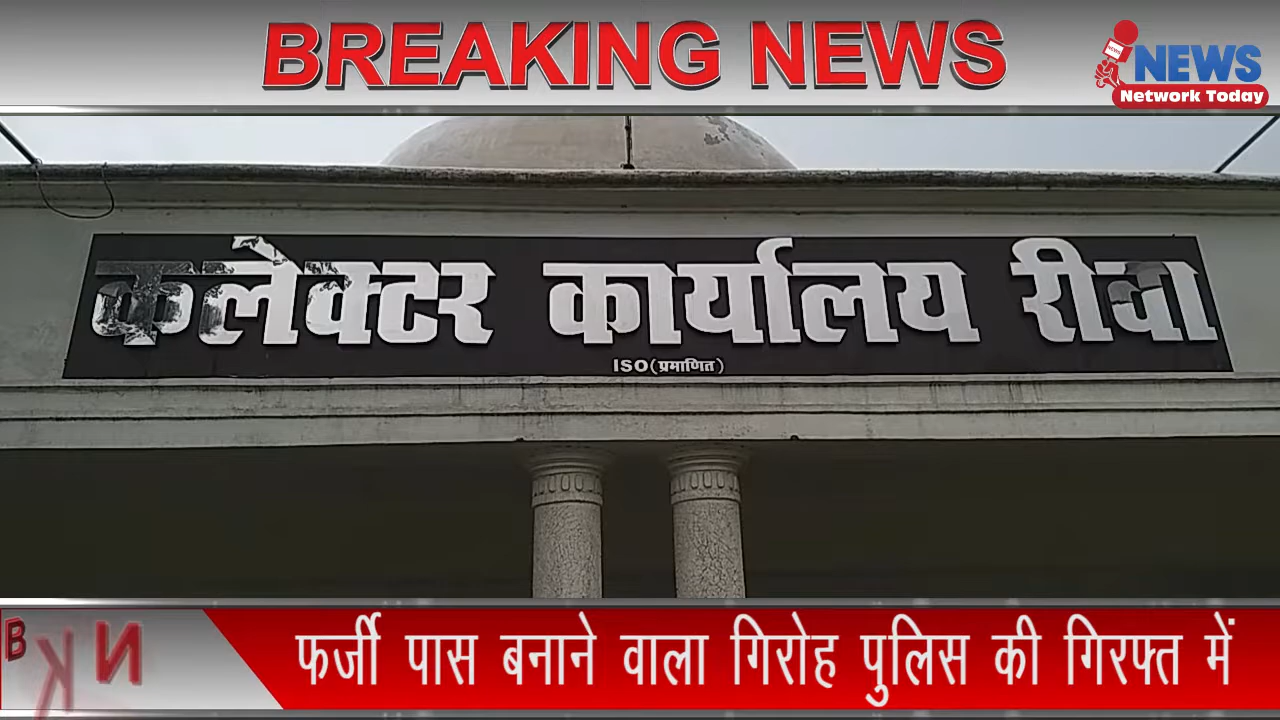 BREAKING NEWS
NEWS
Network Today
कलेक्टर कार्यालय रीवा
ISO(प्रमाणित)
B K N
फर्जी पास बनाने वाला गिरोह पुलिस की गिरफ्त में